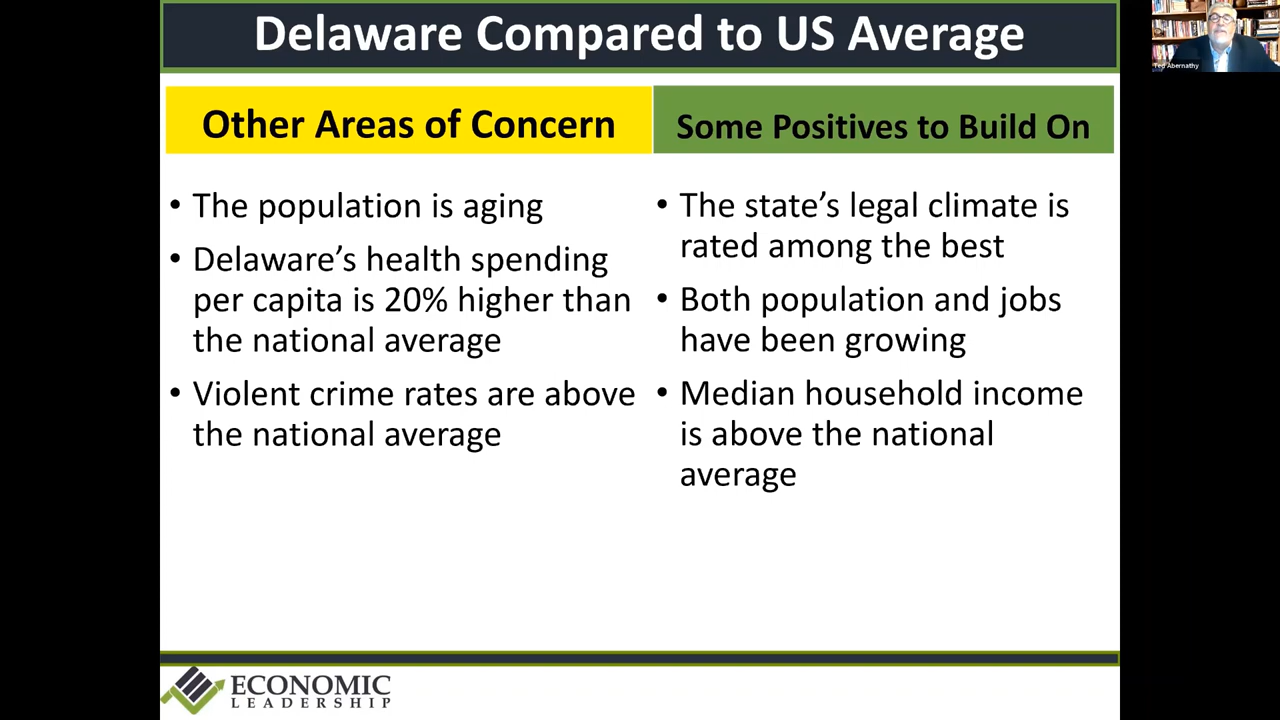 Delaware Compared to US Average
Other Areas of Concern
Some Positives to Build On
• The population is aging
• Delaware’s health spending
per capita is 20% higher than
the national average
• Violent crime rates are above
the national average
• The state’s legal climate is
rated among the best
• Both population and jobs
have been growing
• Median household income
is above the national
average
ECONOMIC
LEADERSHIP
Ted Abernathy